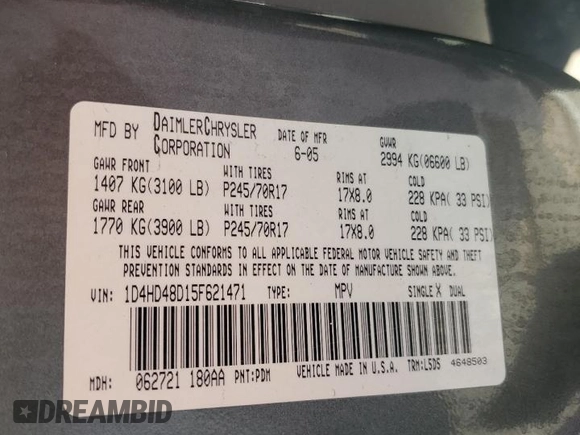 MFD BY DAIMLERCHRYSLER CORPORATION
DATE OF MFR 6-05
GVWR 2994 KG(06600 LB)
GAWR FRONT WITH TIRES RIMS AT COLD
1407 KG(3100 LB) P245/70R17 17X8.0 228 KPA( 33 PSI)
GAWR REAR WITH TIRES RIMS AT COLD
1770 KG(3900 LB) P245/70R17 17X8.0 228 KPA( 33 PSI)
THIS VEHICLE CONFORMS TO ALL APPLICABLE FEDERAL MOTOR VEHICLE SAFETY AND THEFT
PREVENTION STANDARDS IN EFFECT ON THE DATE OF MANUFACTURE SHOWN ABOVE.
VIN: 1D4HD48D15F621471 TYPE: MPV SINGLE X DUAL
MDH: 062721 180AA PNT:PDM VEHICLE MADE IN U.S.A. TRM:L5D5 4648503
DREAMBID